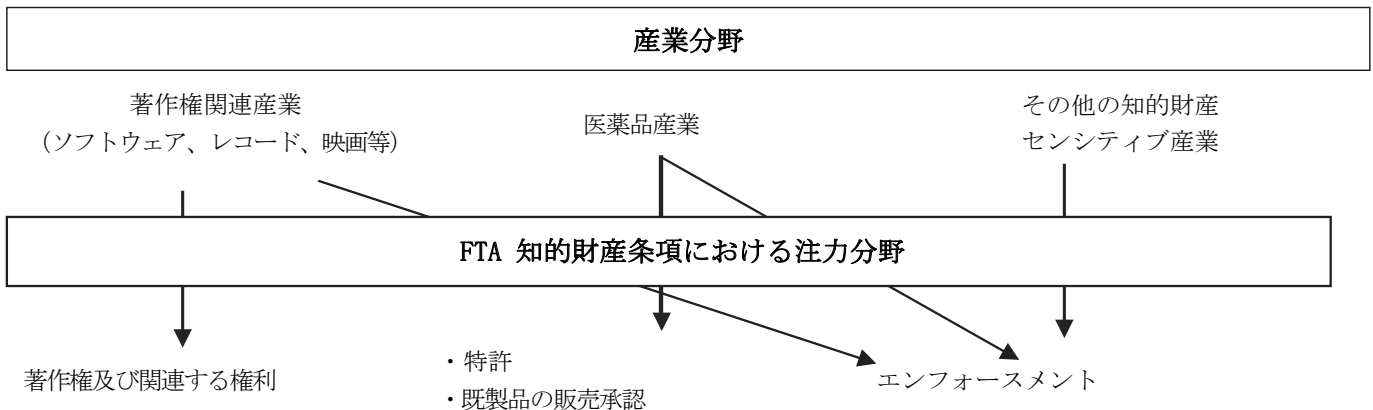 産業分野
著作権関連産業
（ソフトウェア、レコード、映画等）
医薬品産業
その他の知的財産
センシティブ産業
FTA 知的財産条項における注力分野
著作権及び関連する権利
・特許
・既製品の販売承認
エンフォースメント